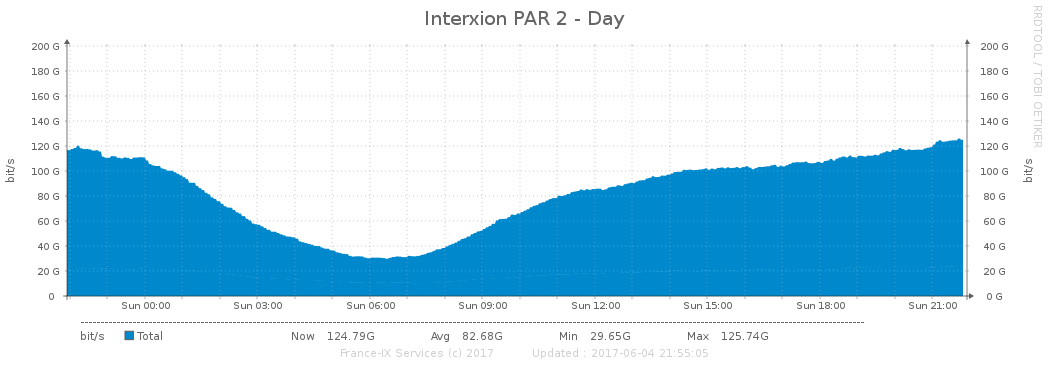 Interxion PAR 2 - Day
RRDTOOL / TOBI OETIKER
200 G 200 G
180 G 180 G
160 G 160 G
140 G 140 G
120 G 120 G
100 G 100 G
80 G 80 G
60 G 60 G
40 G 40 G
20 G 20 G
0 0 G
bit/s
bit/s
Sun 00:00 Sun 03:00 Sun 06:00 Sun 09:00 Sun 12:00 Sun 15:00 Sun 18:00 Sun 21:00
bit/s Total Now 124.79G Avg 82.68G Min 29.65G Max 125.74G
France-IX Services (c) 2017 Updated : 2017-06-04 21:55:05